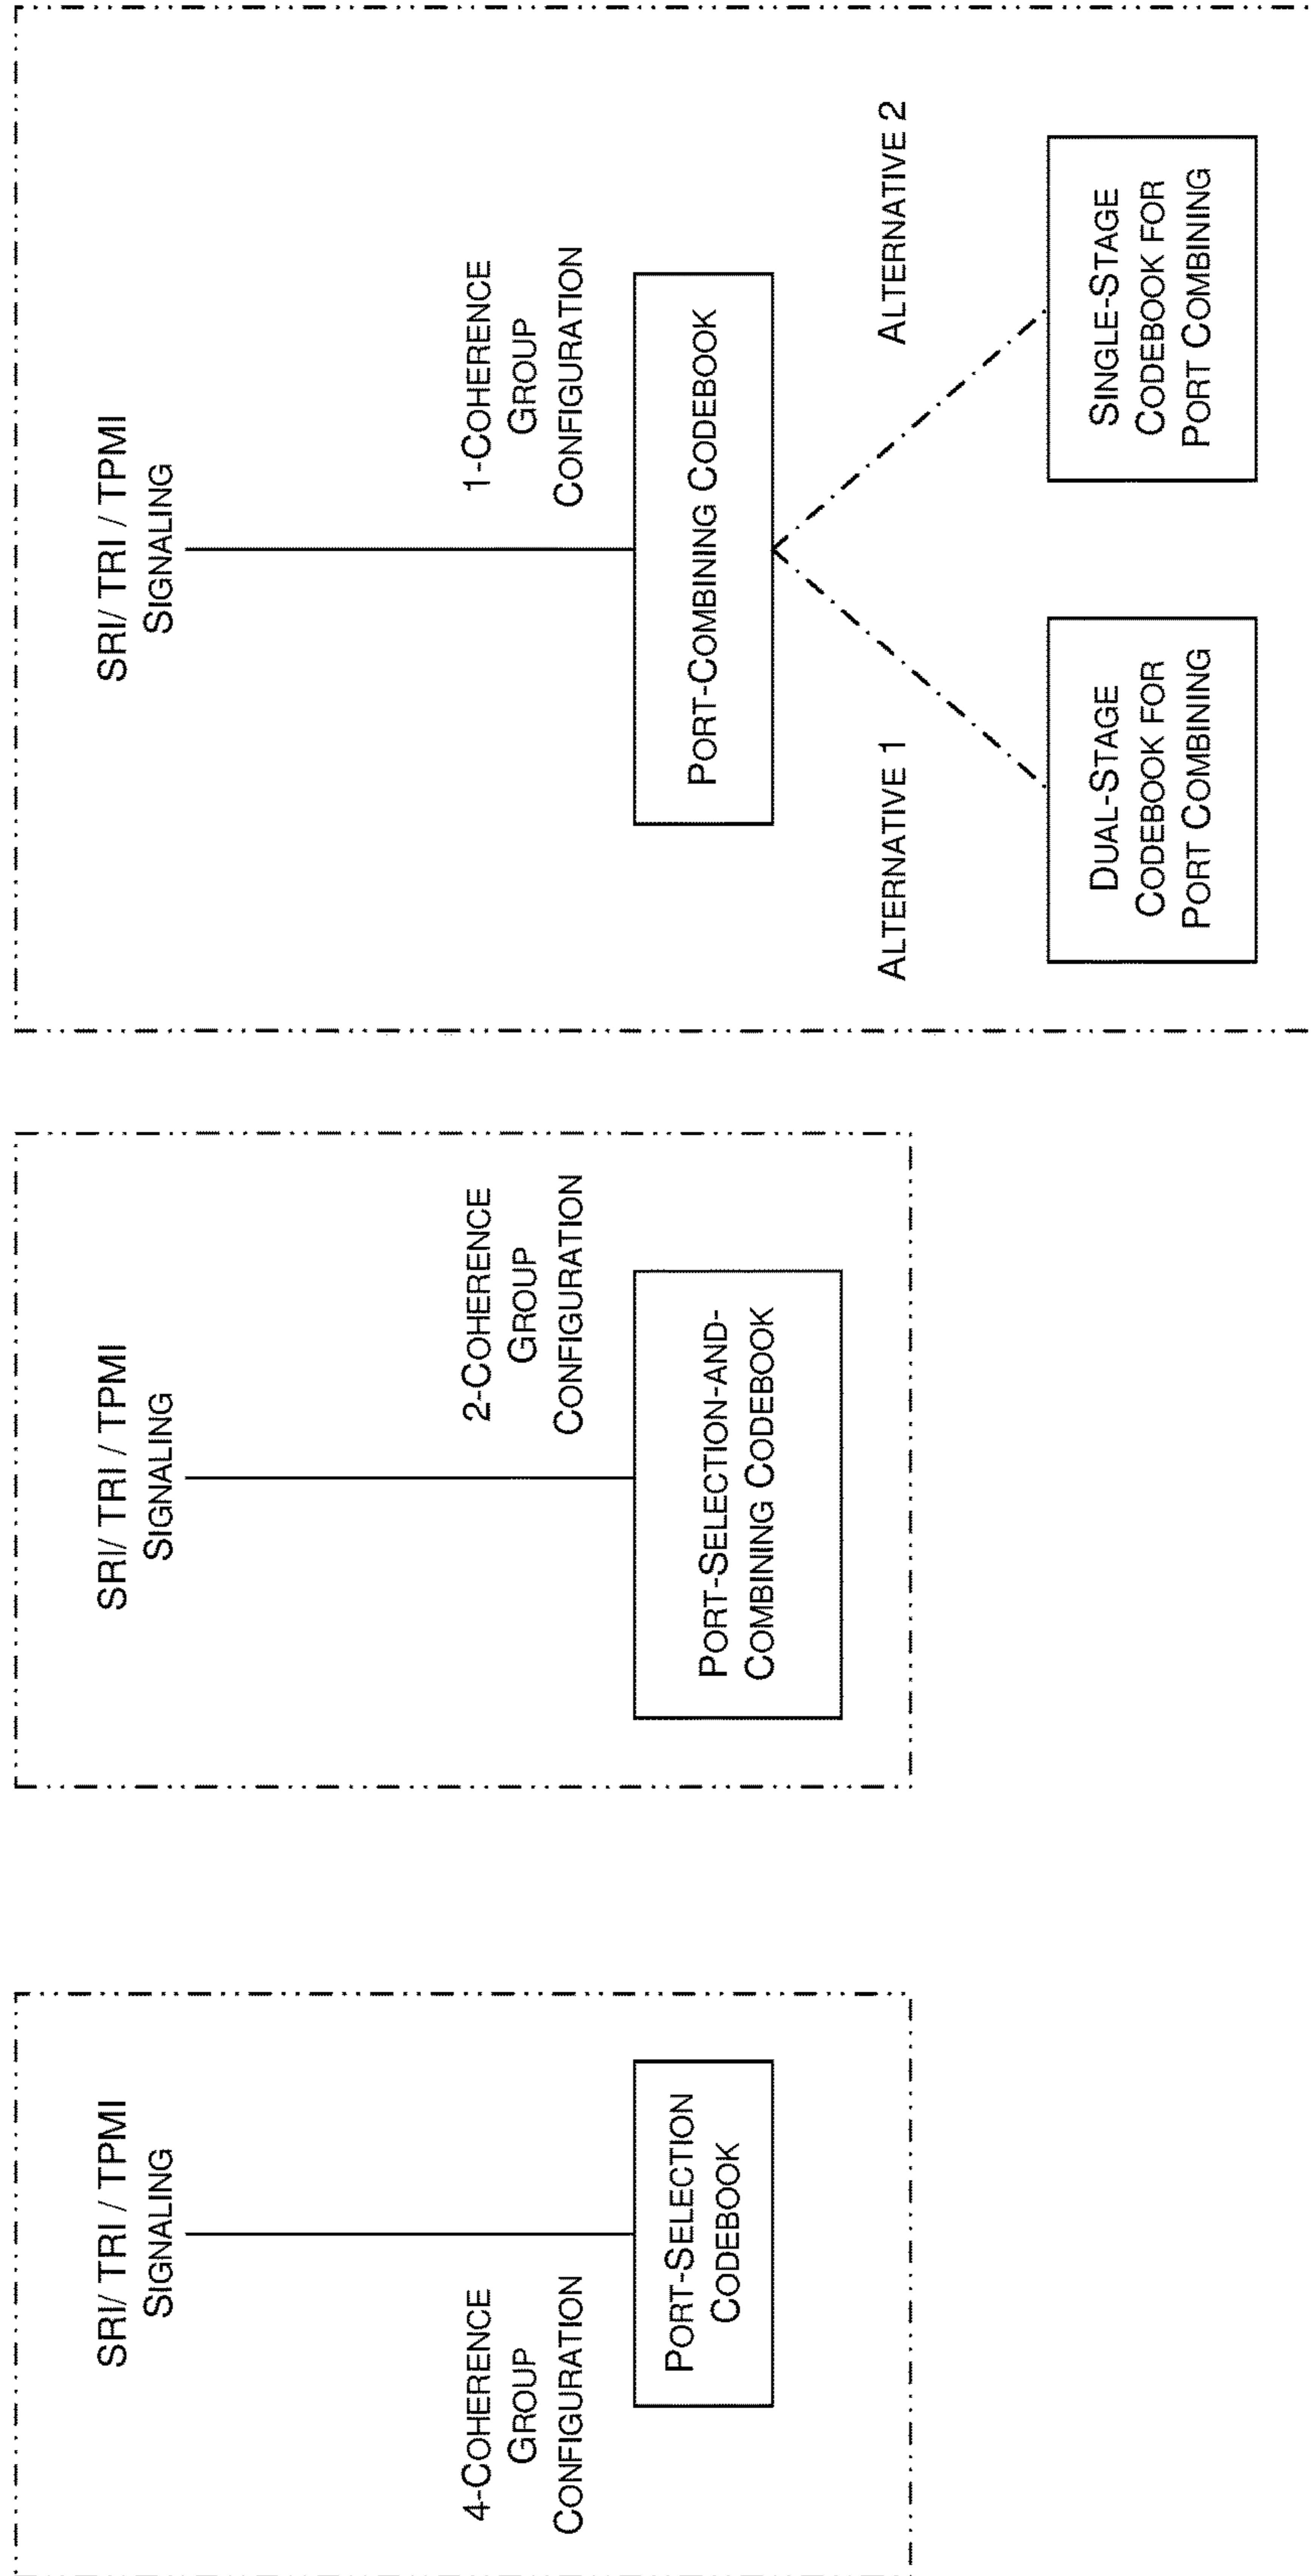 SRI/ TRI / TPMI
SIGNALING
4-COHERENCE
GROUP
CONFIGURATION
PORT-SELECTION
CODEBOOK
SRI/ TRI / TPMI
SIGNALING
2-COHERENCE
GROUP
CONFIGURATION
PORT-SELECTION-AND-
COMBINING CODEBOOK
SRI/ TRI / TPMI
SIGNALING
1-COHERENCE
GROUP
CONFIGURATION
PORT-COMBINING CODEBOOK
ALTERNATIVE 1
ALTERNATIVE 2
DUAL-STAGE
CODEBOOK FOR
PORT COMBINING
SINGLE-STAGE
CODEBOOK FOR
PORT COMBINING